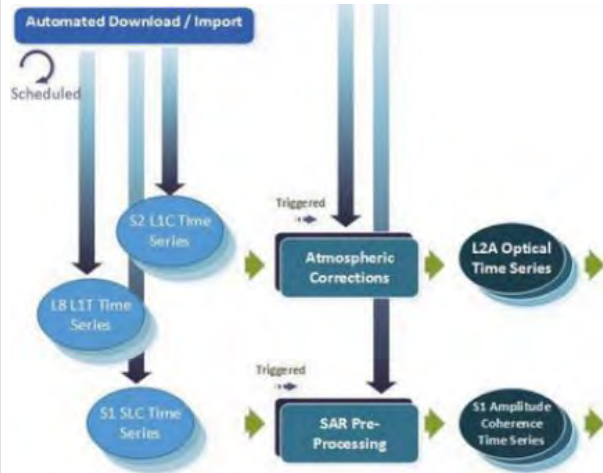 Automated Download / Import
Scheduled
S2 L1C Time
Series
Triggered
Atmospheric
Corrections
L2A Optical
Time Series
L8 L1T Time
Series
Triggered
S1 SLC Time
Series
SAR Pre-
Processing
S1 Amplitude
Coherence
Time Series